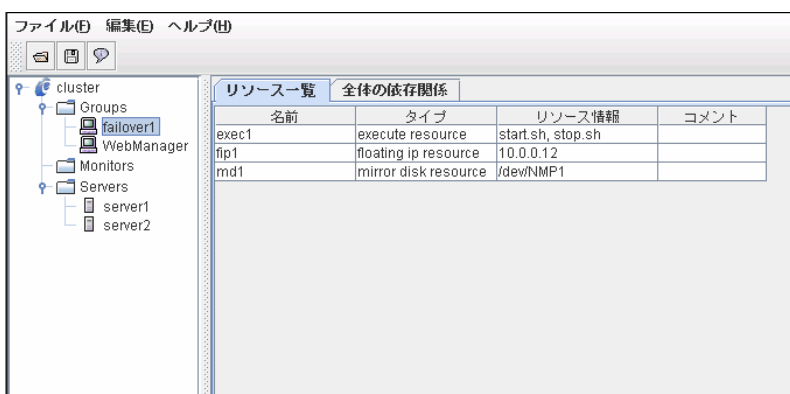 ファイル(F) 編集(E) ヘルプ(H)
cluster
Groups
failover1
WebManager
Monitors
Servers
server1
server2
リソース一覧 全体の依存関係
名前 タイプ リソース情報 コメント
exec1 execute resource start.sh, stop.sh
fip1 floating ip resource 10.0.0.12
md1 mirror disk resource /dev/NMP1